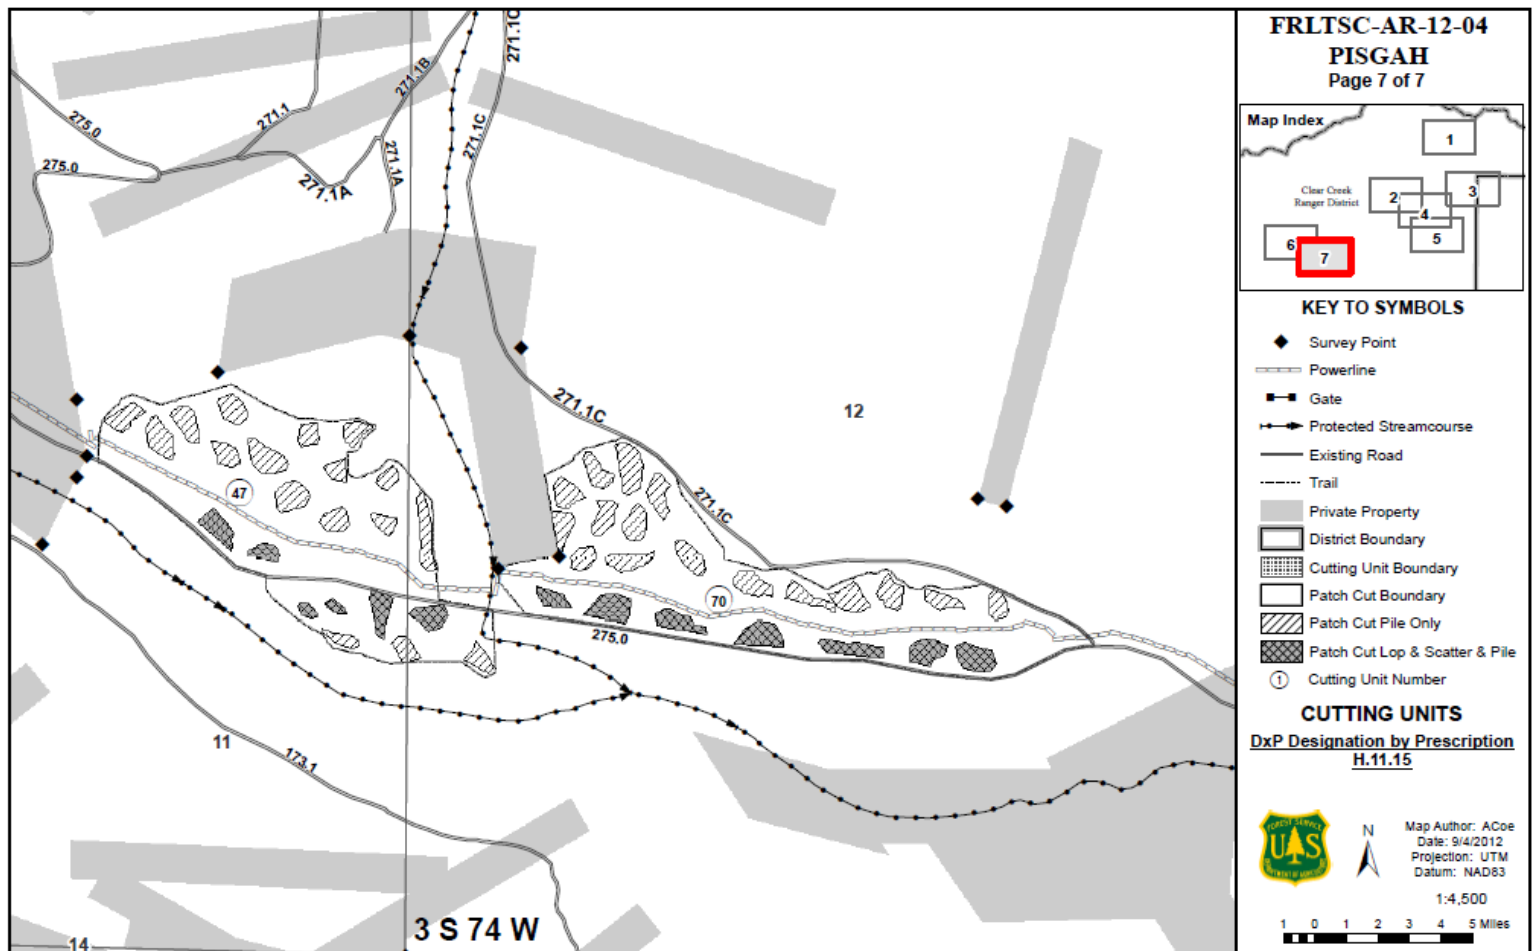 271.1C
271.1B
275.0
271.1
271.1C
275.0
271.1A
271.1A
271.1C
12
47
271.1C
70
275.0
11
173.1
3 S 74 W
14
FRLTSC-AR-12-04
PISGAH
Page 7 of 7
Map Index
1
Clear Creek
Ranger District
2
3
4
5
6
7
KEY TO SYMBOLS
Survey Point
Powerline
Gate
Protected Streamcourse
Existing Road
Trail
Private Property
District Boundary
Cutting Unit Boundary
Patch Cut Boundary
Patch Cut Pile Only
Patch Cut Lop & Scatter & Pile
1 Cutting Unit Number
CUTTING UNITS
DxP Designation by Prescription
H.11.15
FOREST SERVICE
U S
DEPARTMENT OF AGRICULTURE
N
Map Author: ACoe
Date: 9/4/2012
Projection: UTM
Datum: NAD83
1:4,500
1 0 1 2 3 4 5 Miles